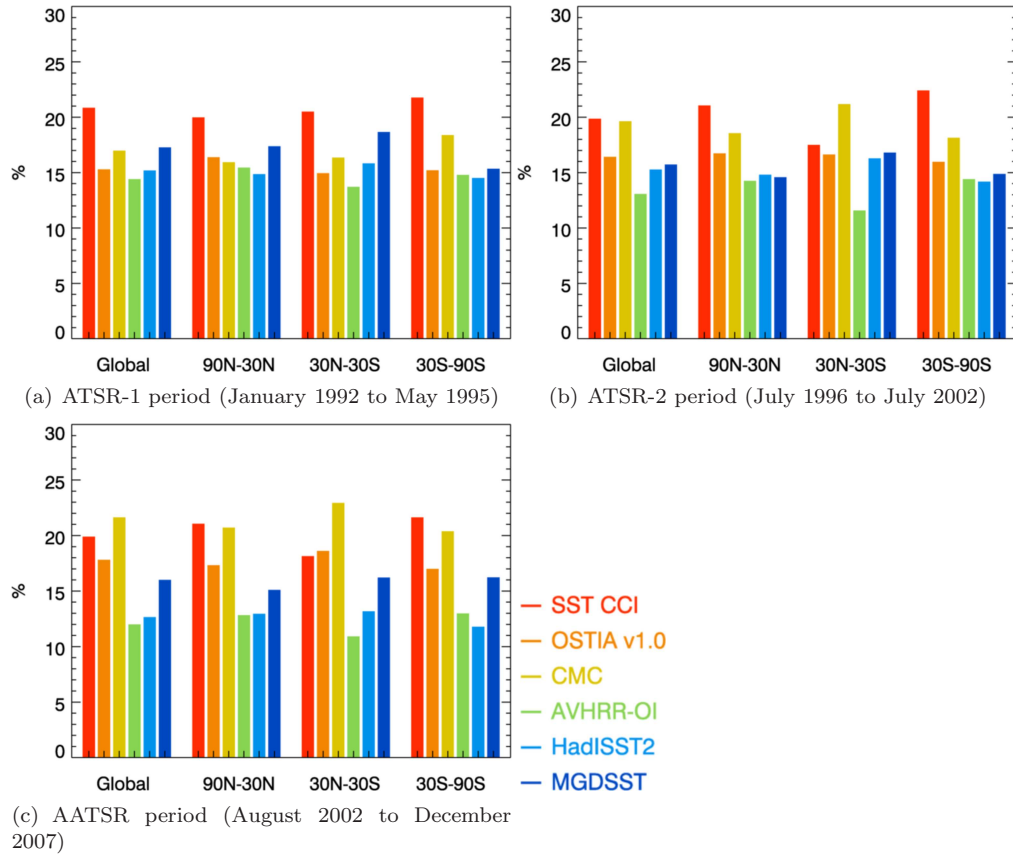 30
25
20
15
10
5
0
%
Global 90N-30N 30N-30S 30S-90S
(a) ATSR-1 period (January 1992 to May 1995)
30
25
20
15
10
5
0
%
Global 90N-30N 30N-30S 30S-90S
(b) ATSR-2 period (July 1996 to July 2002)
30
25
20
15
10
5
0
%
Global 90N-30N 30N-30S 30S-90S
(c) AATSR period (August 2002 to December
2007)
SST CCI
OSTIA v1.0
CMC
AVHRR-OI
HadISST2
MGDSST